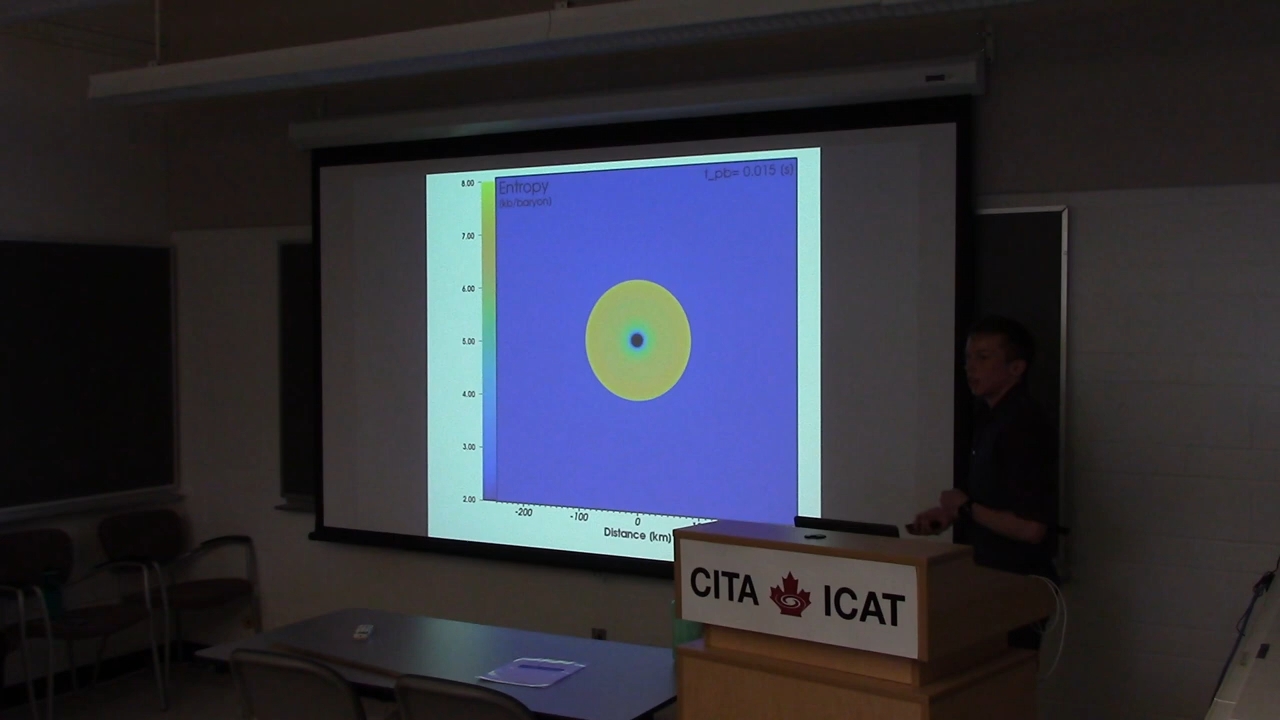 8.00
Entropy
t_pb= 0.015 (s)
(kb/baryon)
7.00
6.00
5.00
4.00
3.00
2.00
-200
-100
0
Distance (km)
CITA ICAT